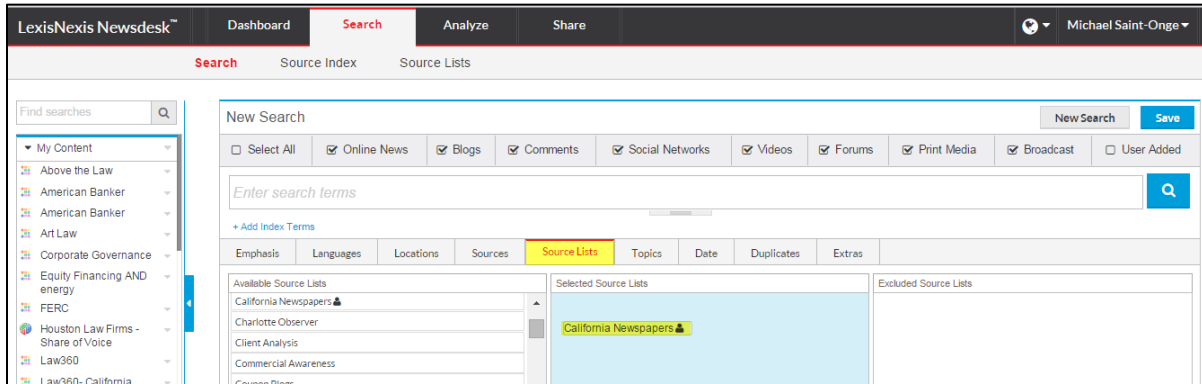 LexisNexis Newsdesk™
Dashboard Search Analyze Share
Michael Saint-Onge
Search Source Index Source Lists
Find searches
My Content
Above the Law
American Banker
American Banker
Art Law
Corporate Governance
Equity Financing AND
energy
FERC
Houston Law Firms -
Share of Voice
Law360
Law360- California
New Search
New Search Save
Select All Online News Blogs Comments Social Networks Videos Forums Print Media Broadcast User Added
Enter search terms
+ Add Index Terms
Emphasis Languages Locations Sources Source Lists Topics Date Duplicates Extras
Available Source Lists
California Newspapers
Charlotte Observer
Client Analysis
Commercial Awareness
Coupon Blogs
Selected Source Lists
California Newspapers
Excluded Source Lists